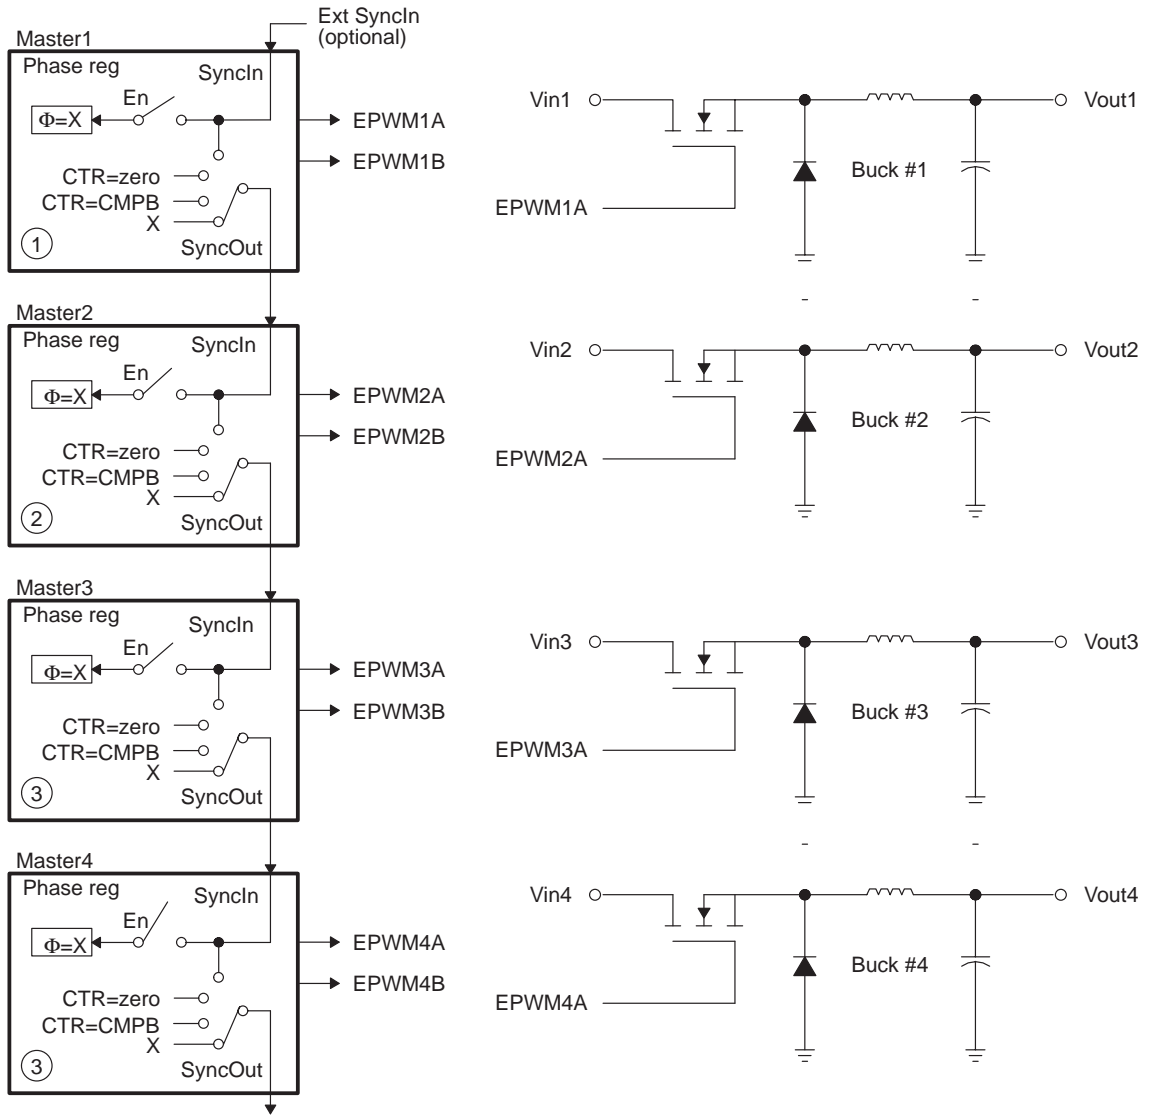 Ext SyncIn
(optional)
Master1
Phase reg
SyncIn
En
Φ=X
EPWM1A
EPWM1B
CTR=zero
CTR=CMPB
X
1
SyncOut
Master2
Phase reg
SyncIn
En
Φ=X
EPWM2A
EPWM2B
CTR=zero
CTR=CMPB
X
2
SyncOut
Master3
Phase reg
SyncIn
En
Φ=X
EPWM3A
EPWM3B
CTR=zero
CTR=CMPB
X
3
SyncOut
Master4
Phase reg
SyncIn
En
Φ=X
EPWM4A
EPWM4B
CTR=zero
CTR=CMPB
X
3
SyncOut
Vin1
Vout1
Buck #1
EPWM1A
Vin2
Vout2
Buck #2
EPWM2A
Vin3
Vout3
Buck #3
EPWM3A
Vin4
Vout4
Buck #4
EPWM4A